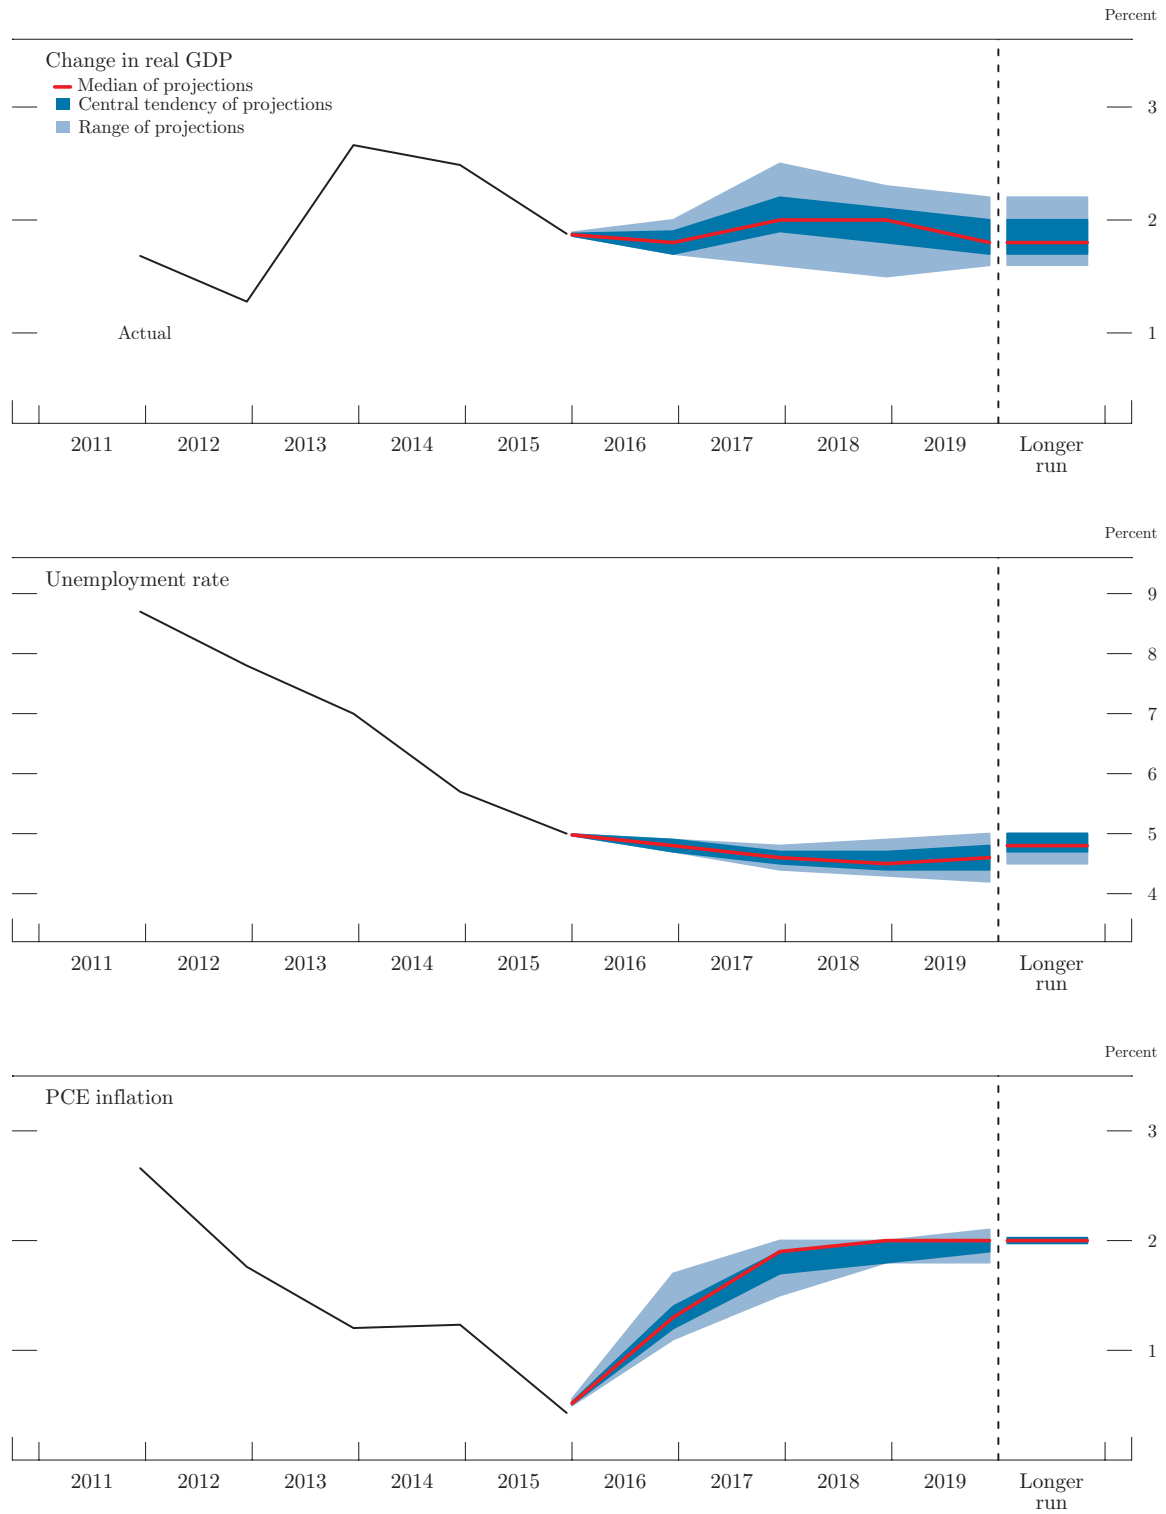 Percent
Change in real GDP
Median of projections
Central tendency of projections
Range of projections
3
2
1
Actual
2011 2012 2013 2014 2015 2016 2017 2018 2019 Longer
run
Percent
Unemployment rate
9
8
7
6
5
4
2011 2012 2013 2014 2015 2016 2017 2018 2019 Longer
run
Percent
PCE inflation
3
2
1
2011 2012 2013 2014 2015 2016 2017 2018 2019 Longer
run